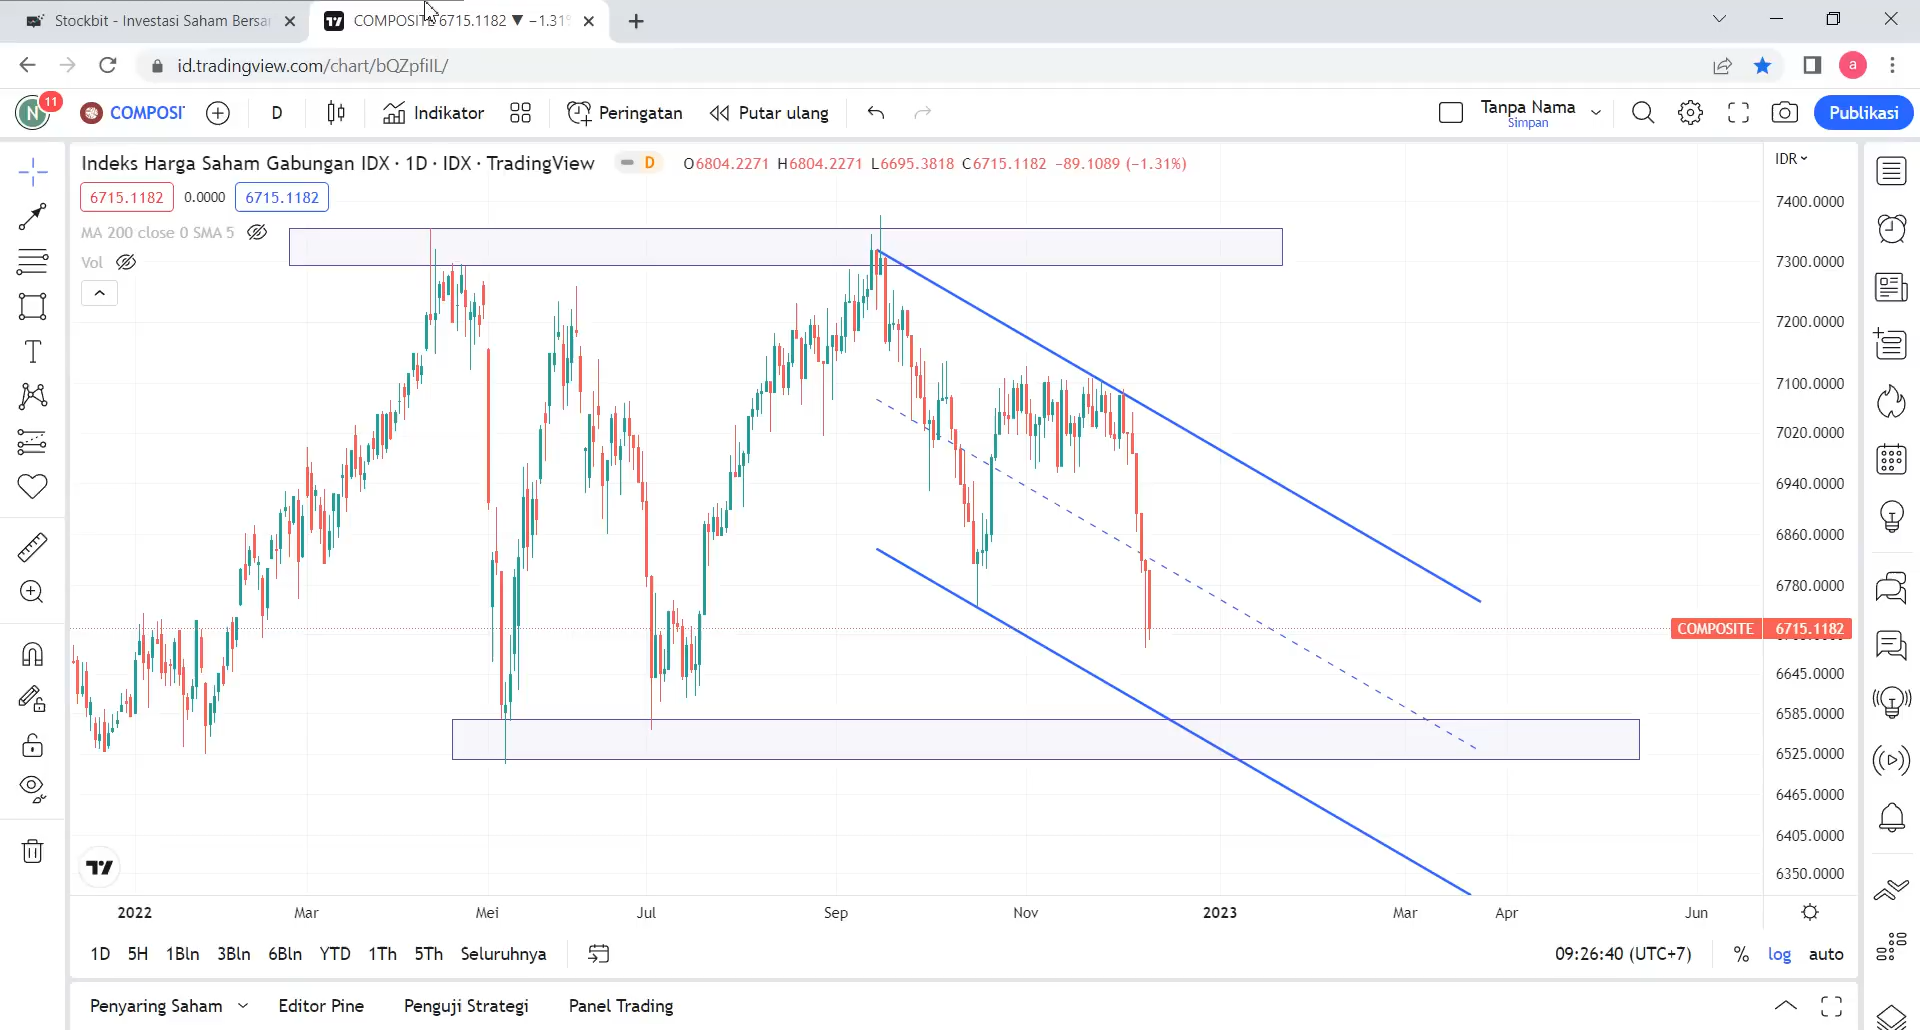 Stockbit - Investasi Saham Bersa
COMPOSITE 6715.1182 ▼ −1.31%
id.tradingview.com/chart/bQZpfiIL/
a
N 11
COMPOSI
D
Indikator
Peringatan
Putar ulang
Tanpa Nama
Simpan
Publikasi
Indeks Harga Saham Gabungan IDX · 1D · IDX · TradingView
D
O6804.2271 H6804.2271 L6695.3818 C6715.1182 −89.1089 (−1.31%)
6715.1182 0.0000 6715.1182
MA 200 close 0 SMA 5
Vol
IDR
7400.0000
7300.0000
7200.0000
7100.0000
7020.0000
6940.0000
6860.0000
6780.0000
COMPOSITE 6715.1182
6645.0000
6585.0000
6525.0000
6465.0000
6405.0000
6350.0000
2022 Mar Mei Jul Sep Nov 2023 Mar Apr Jun
1D 5H 1Bln 3Bln 6Bln YTD 1Th 5Th Seluruhnya
09:26:40 (UTC+7) % log auto
Penyaring Saham Editor Pine Penguji Strategi Panel Trading